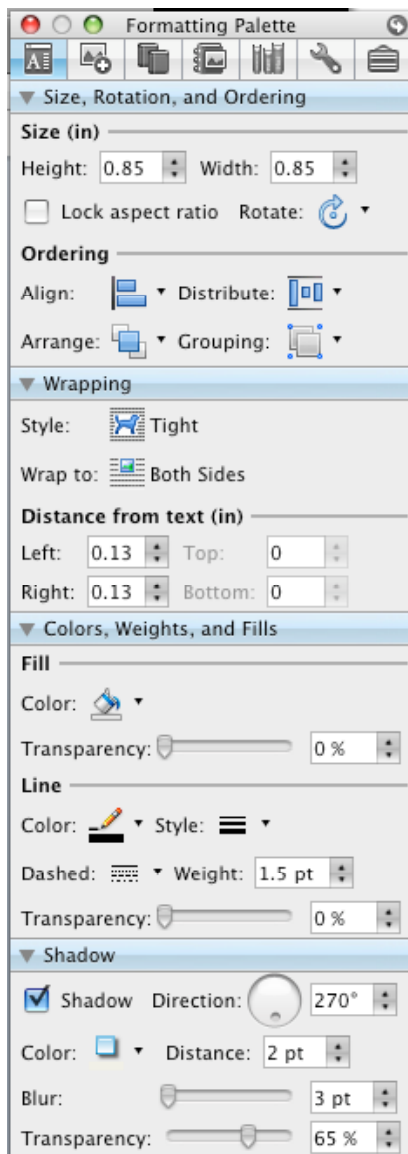 Formatting Palette
Size, Rotation, and Ordering
Size (in)
Height: 0.85 Width: 0.85
Lock aspect ratio Rotate:
Ordering
Align: Distribute:
Arrange: Grouping:
Wrapping
Style: Tight
Wrap to: Both Sides
Distance from text (in)
Left: 0.13 Top: 0
Right: 0.13 Bottom: 0
Colors, Weights, and Fills
Fill
Color:
Transparency: 0 %
Line
Color: Style:
Dashed: Weight: 1.5 pt
Transparency: 0 %
Shadow
Shadow Direction: 270°
Color: Distance: 2 pt
Blur: 3 pt
Transparency: 65 %